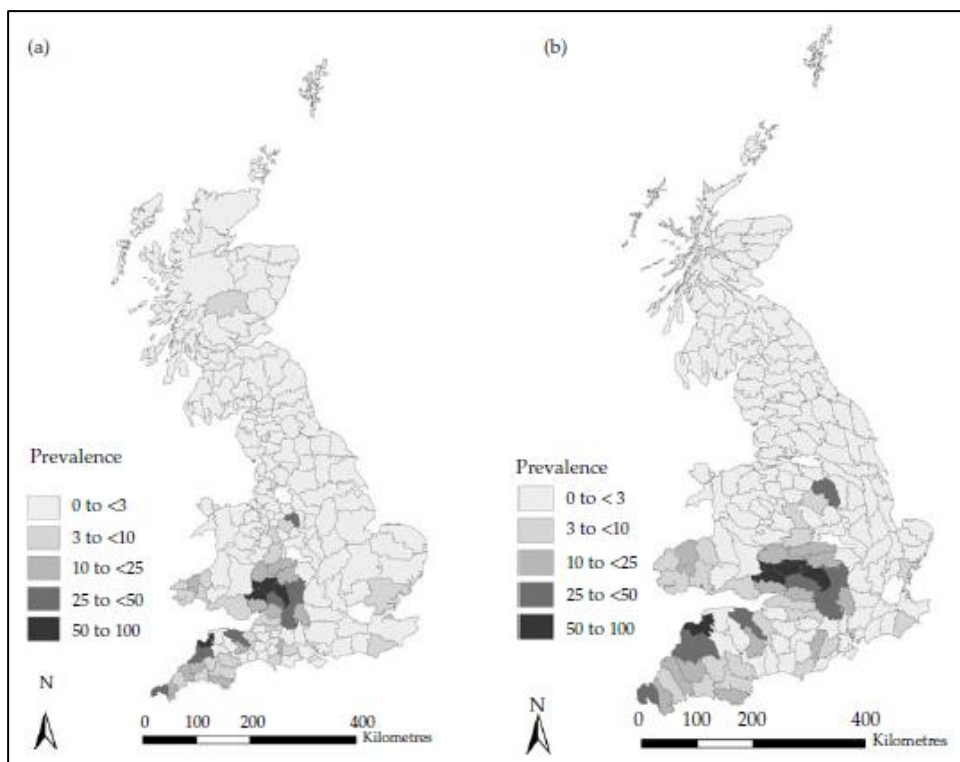 (a)
Prevalence
0 to <3
3 to <10
10 to <25
25 to <50
50 to 100
N
0 100 200 400
Kilometres
(b)
Prevalence
0 to < 3
3 to <10
10 to <25
25 to <50
50 to 100
N
0 100 200 400
Kilometres